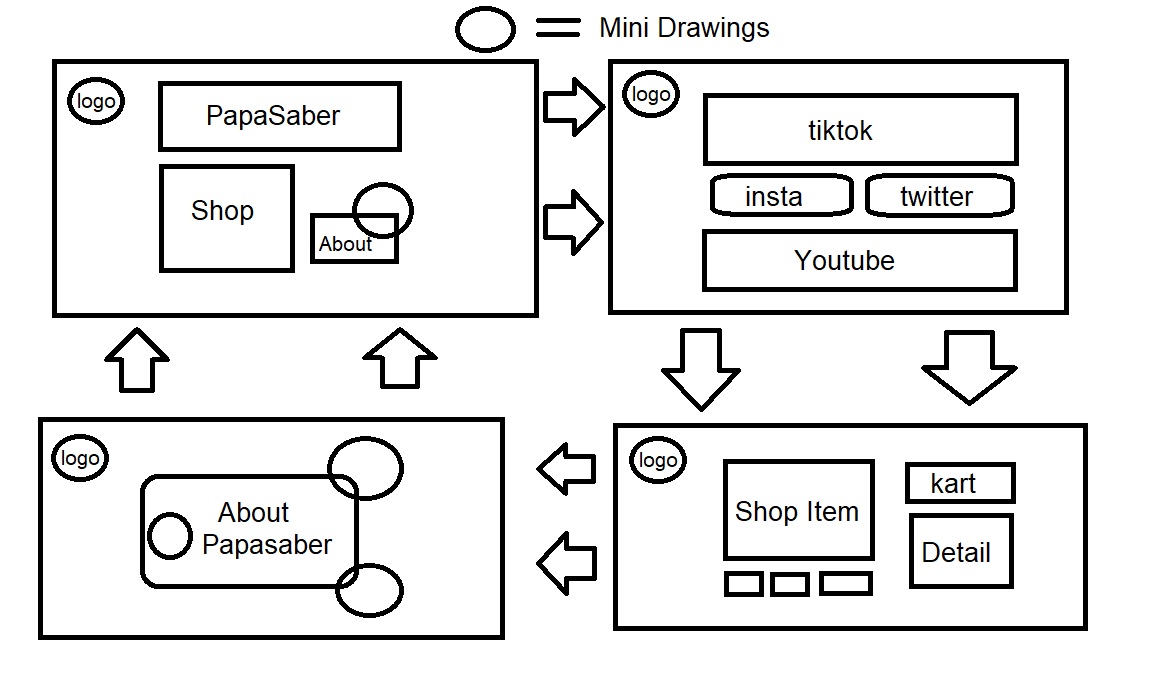 Mini Drawings
logo
PapaSaber
Shop
About
logo
tiktok
insta
twitter
Youtube
logo
About
Papasaber
logo
Shop Item
kart
Detail